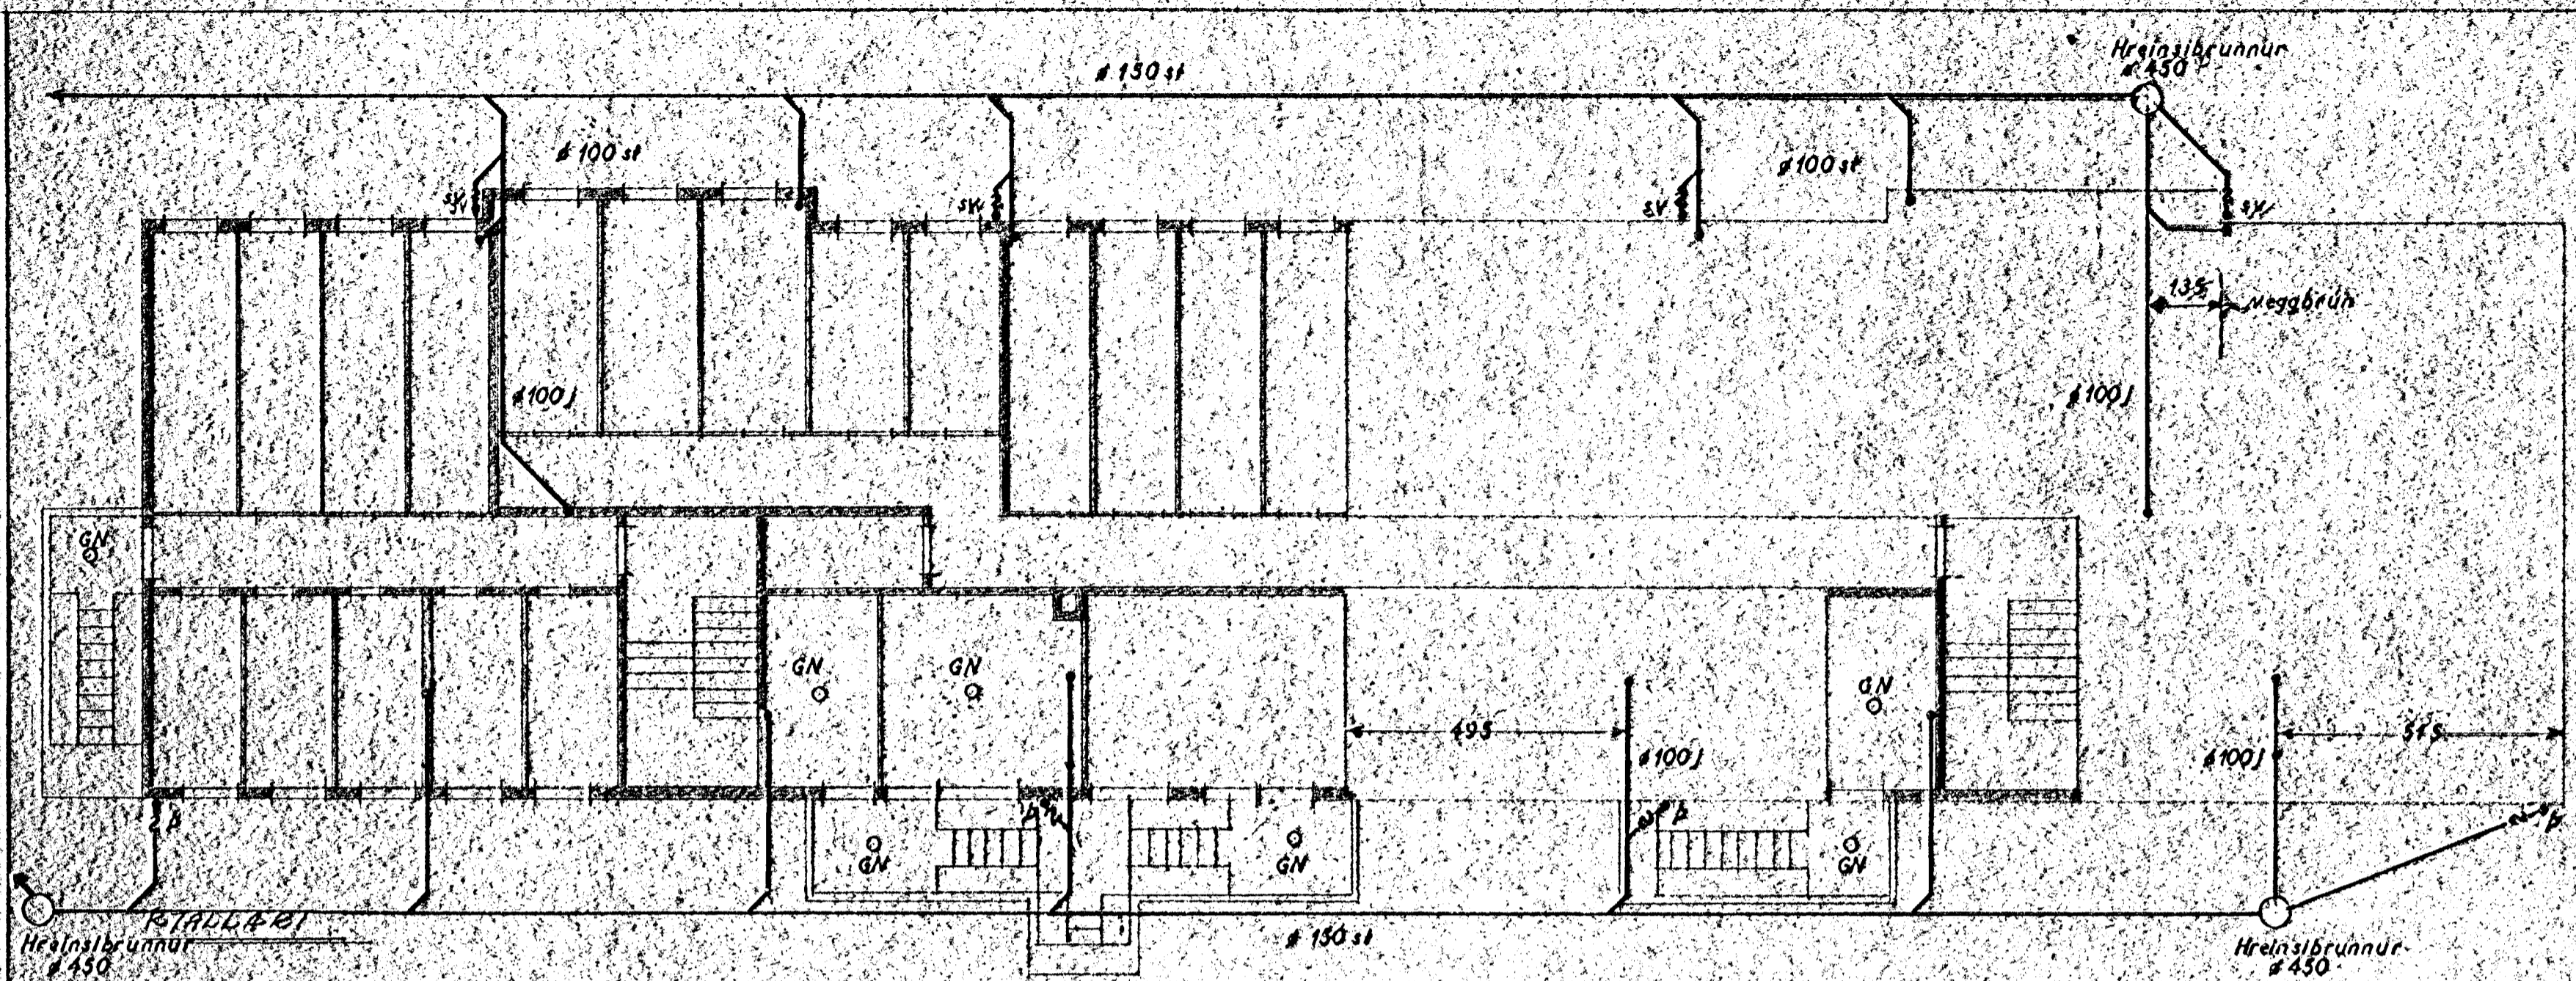 Hreinsibrunnur
ø 450
ø 150 st
ø 100 st
ø 100 st
SV
SV
SV
SV
135
Veggbrún
ø 100 j
ø 100 j
GN
GN
GN
GN
495
ø 100 j
ø 100 j
515
Þ
Þ
Þ
Þ
GN
GN
GN
KJALLARI
Hreinsibrunnur
ø 450
ø 150 st
Hreinsibrunnur
ø 450